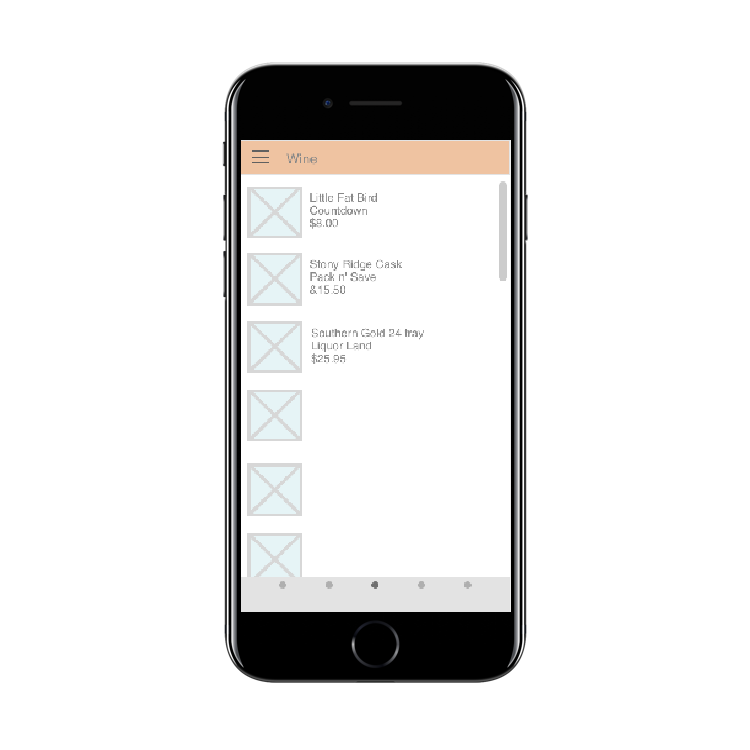 Wine
Little Fat Bird
Countdown
$8.00
Stony Ridge Cask
Pack n' Save
&15.50
Southern Gold 24 tray
Liquor Land
$25.95